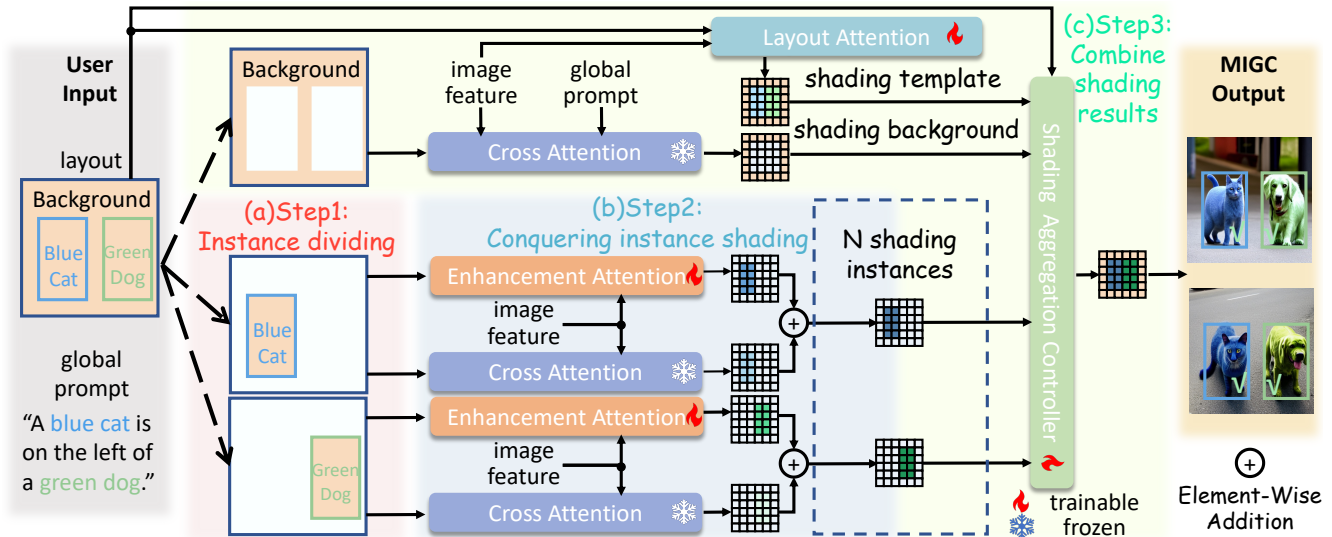 User
Input
layout
Background
Blue
Cat
Green
Dog
global
prompt
“A blue cat is
on the left of
a green dog.”
Background
image
feature
global
prompt
Layout Attention
Cross Attention
shading template
shading background
(a)Step1:
Instance dividing
Blue
Cat
Green
Dog
(b)Step2:
Conquering instance shading
Enhancement Attention
image
feature
Cross Attention
Enhancement Attention
image
feature
Cross Attention
N shading
instances
(c)Step3:
Combine
shading
results
Shading Aggregation Controller
MIGC
Output
√
√
√
√
trainable
frozen
+
+
+
Element-Wise
Addition